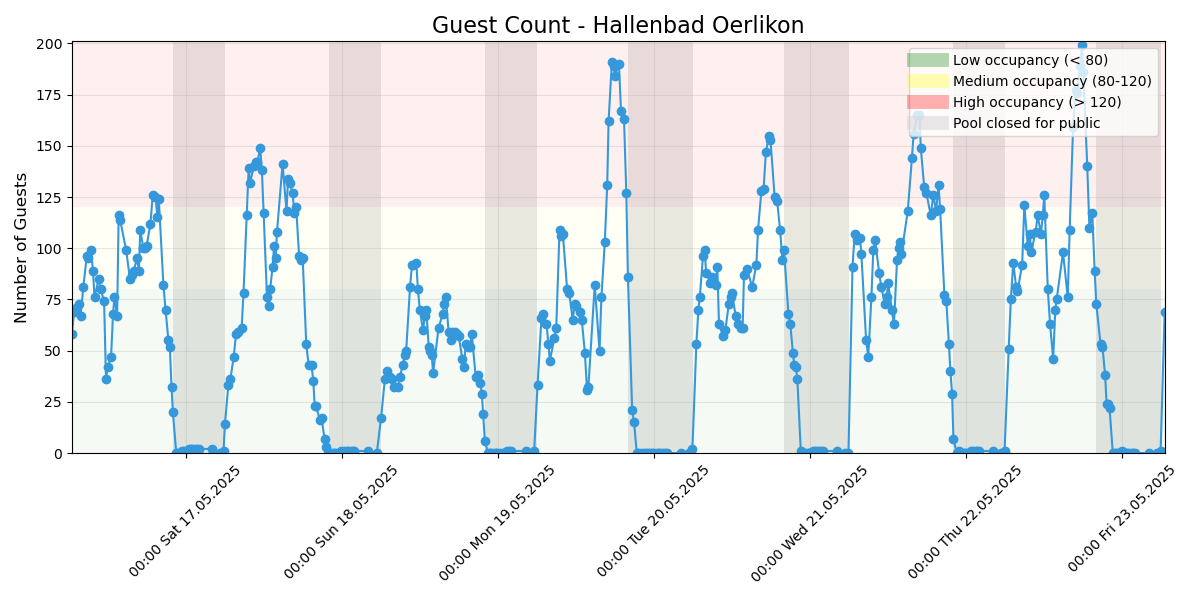 Guest Count - Hallenbad Oerlikon
Number of Guests
200
175
150
125
100
75
50
25
0
Low occupancy (< 80)
Medium occupancy (80-120)
High occupancy (> 120)
Pool closed for public
00:00 Sat 17.05.2025
00:00 Sun 18.05.2025
00:00 Mon 19.05.2025
00:00 Tue 20.05.2025
00:00 Wed 21.05.2025
00:00 Thu 22.05.2025
00:00 Fri 23.05.2025